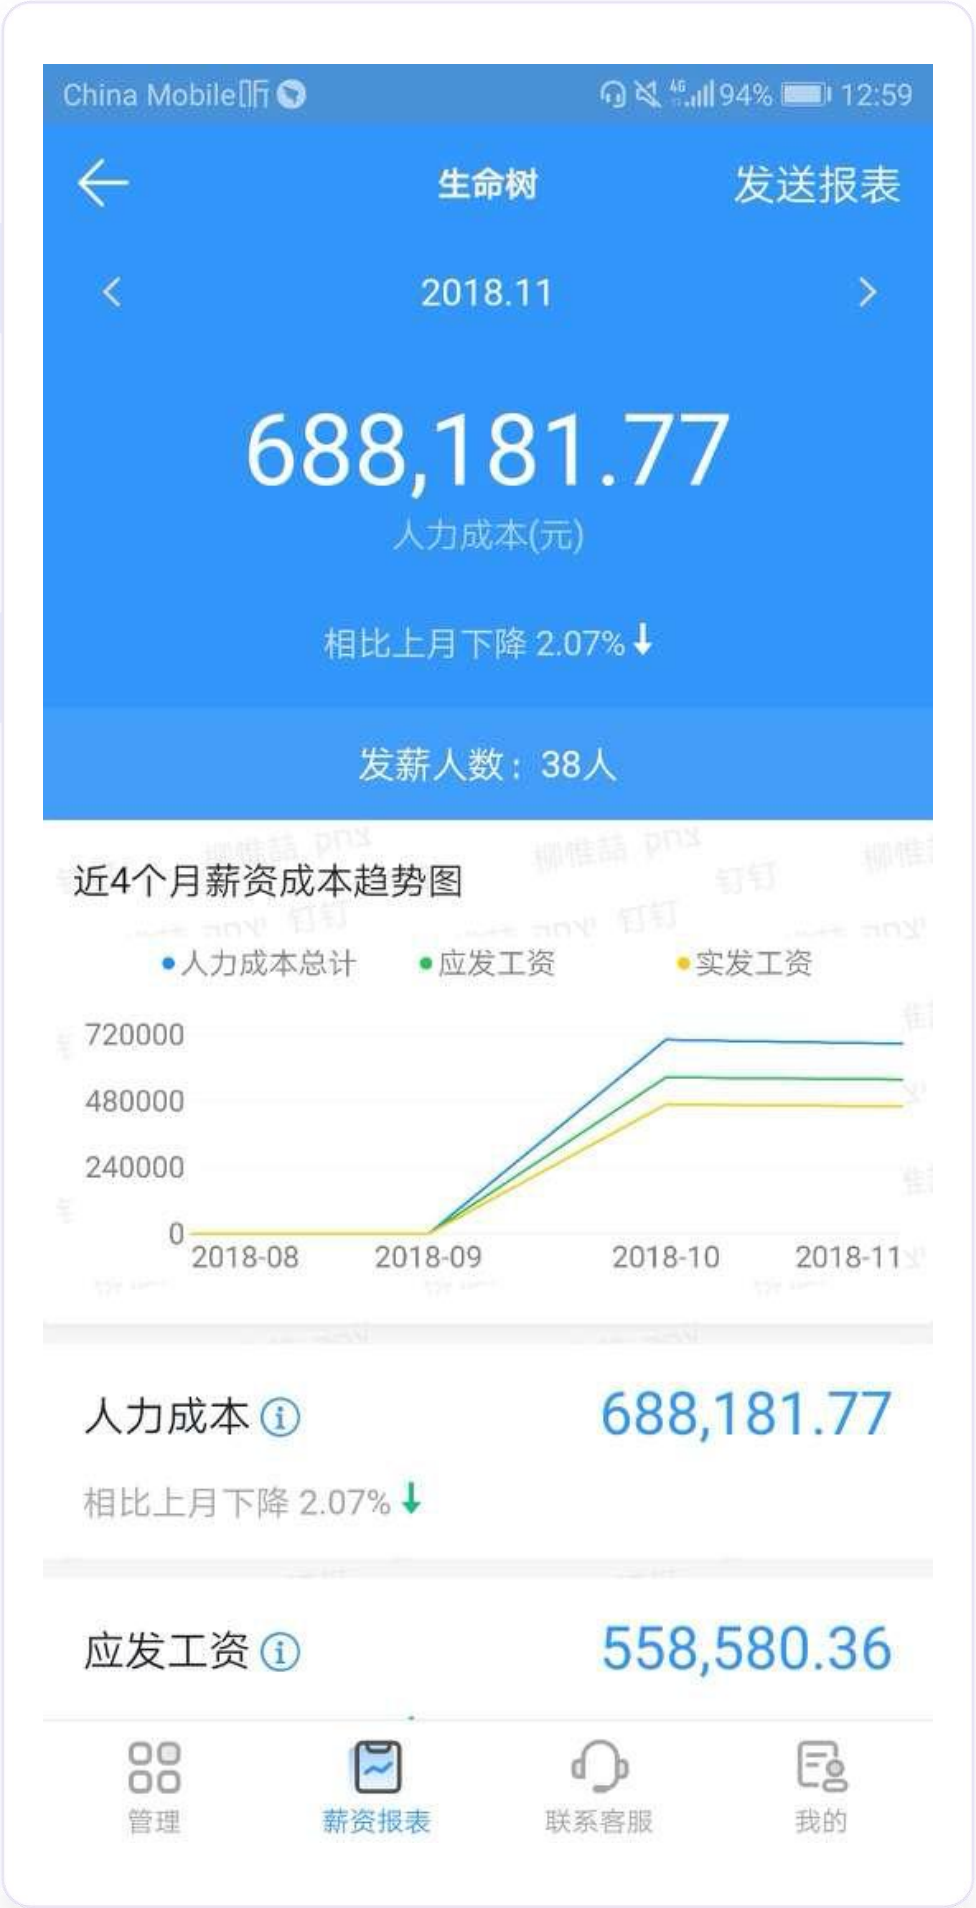 China Mobile 听 4G 94% 12:59
生命树 发送报表
2018.11
688,181.77
人力成本(元)
相比上月下降 2.07%
发薪人数：38人
近4个月薪资成本趋势图
人力成本总计 应发工资 实发工资
720000
480000
240000
0
2018-08 2018-09 2018-10 2018-11
人力成本 688,181.77
相比上月下降 2.07%
应发工资 558,580.36
管理 薪资报表 联系客服 我的